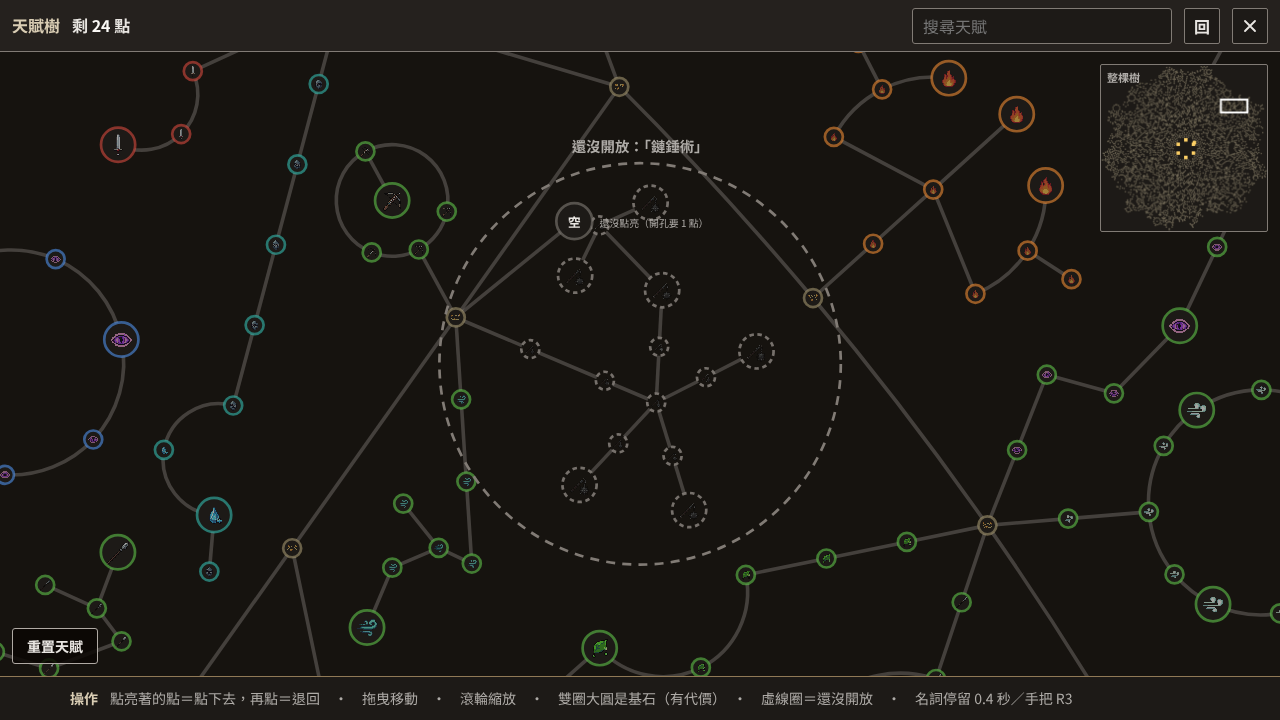 天賦樹 剩 24 點
搜尋天賦
回
整棵樹
還沒開放：「鏈錘術」
空
還沒點亮（開孔要 1 點）
重置天賦
操作 點亮著的點＝點下去，再點＝退回 • 拖曳移動 • 滾輪縮放 • 雙圈大圓是基石（有代價） • 虛線圈＝還沒開放 • 名詞停留 0.4 秒／手把 R3